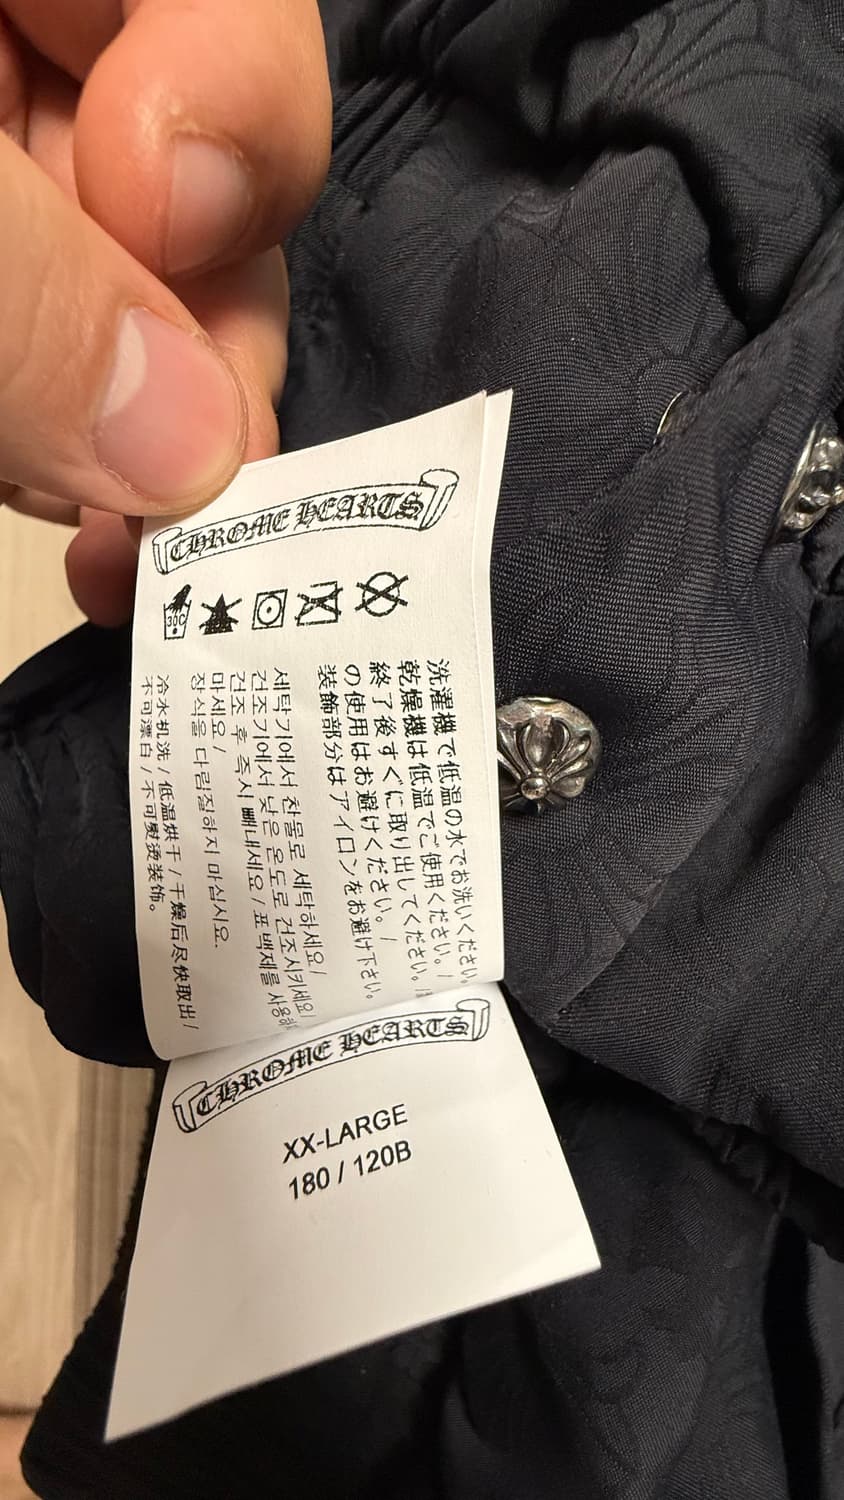 CHROME HEARTS
30C
洗濯機で低温の水でお洗いください。
乾燥機は低温でご使用ください。/
終了後すぐに取り出してください。/
の使用はお避けください。/
装飾部分はアイロンをお避け下さい。
세탁기에서 찬물로 세탁하세요/
건조기에서 낮은 온도로 건조시키세요/
건조 후 즉시 빼내세요/표백제를 사용하
마세요/
장식을 다림질하지 마십시요.
冷水机洗/低温烘干/干燥后尽快取出/
不可漂白/不可熨烫装饰。
CHROME HEARTS
XX-LARGE
180 / 120B